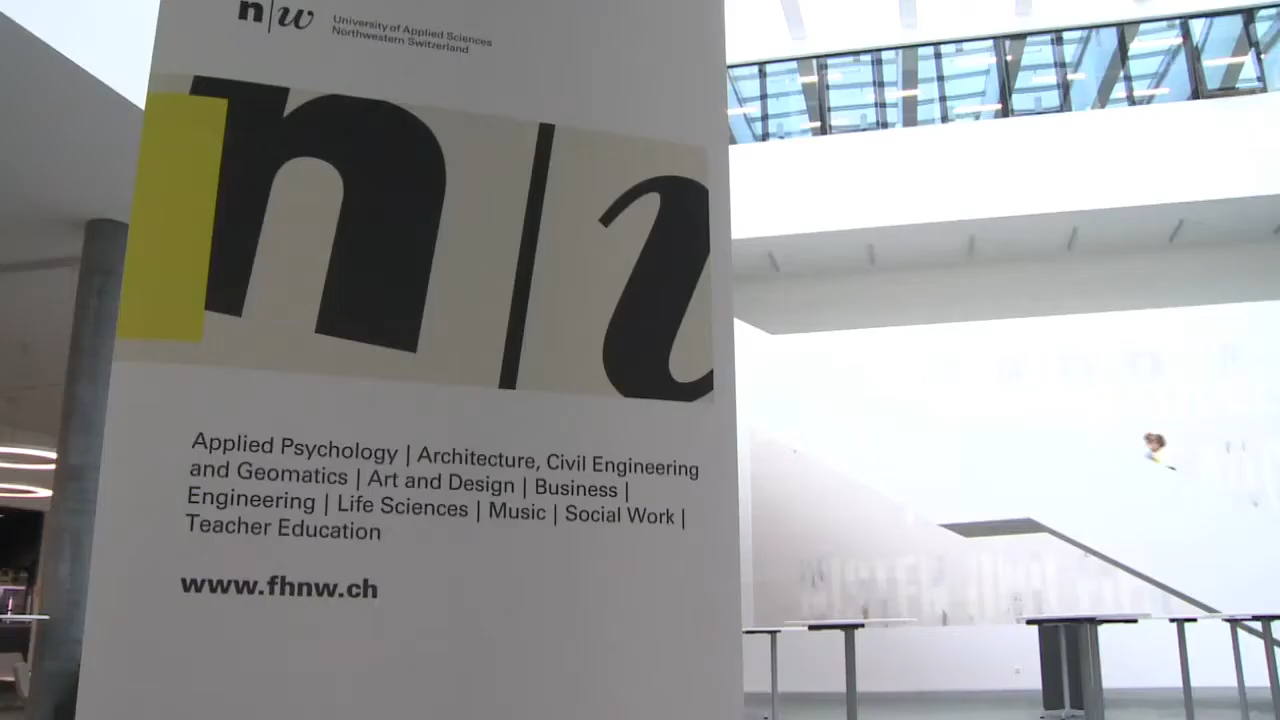 n|w University of Applied Sciences
Northwestern Switzerland
n|w
Applied Psychology | Architecture, Civil Engineering
and Geomatics | Art and Design | Business |
Engineering | Life Sciences | Music | Social Work |
Teacher Education
www.fhnw.ch